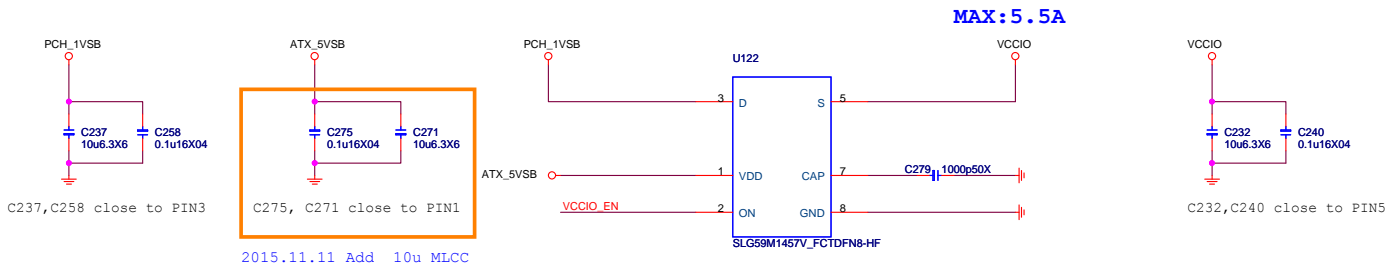 MAX:5.5A
PCH_1VSB
ATX_5VSB
PCH_1VSB
VCCIO
VCCIO
U122
3
D
S
5
C237
10u6.3X6
C258
0.1u16X04
C275
0.1u16X04
C271
10u6.3X6
C232
10u6.3X6
C240
0.1u16X04
ATX_5VSB
1
VDD
CAP
7
C279
1000p50X
VCCIO_EN
2
ON
GND
8
C237,C258 close to PIN3
C275, C271 close to PIN1
C232,C240 close to PIN5
SLG59M1457V_FCTDFN8-HF
2015.11.11 Add 10u MLCC